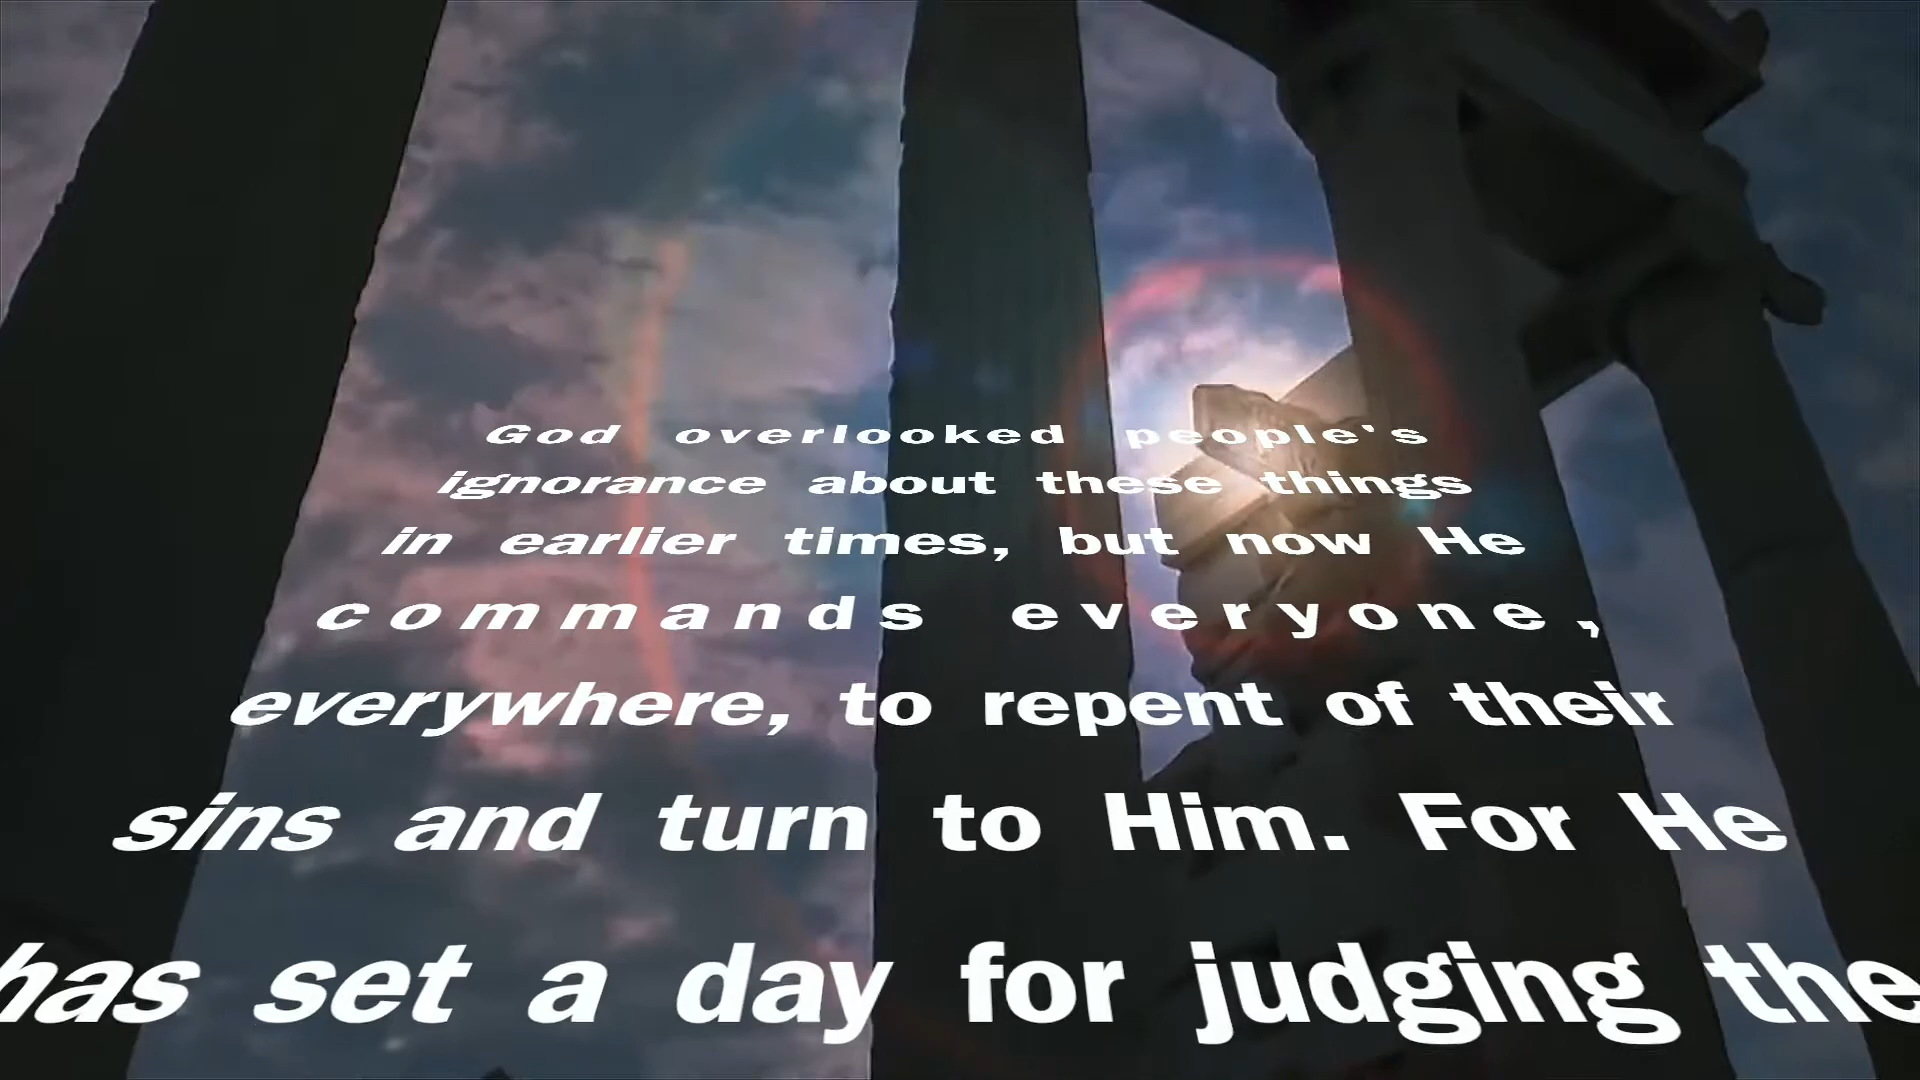 God overlooked people's
ignorance about these things
in earlier times, but now He
commands everyone,
everywhere, to repent of their
sins and turn to Him. For He
has set a day for judging the